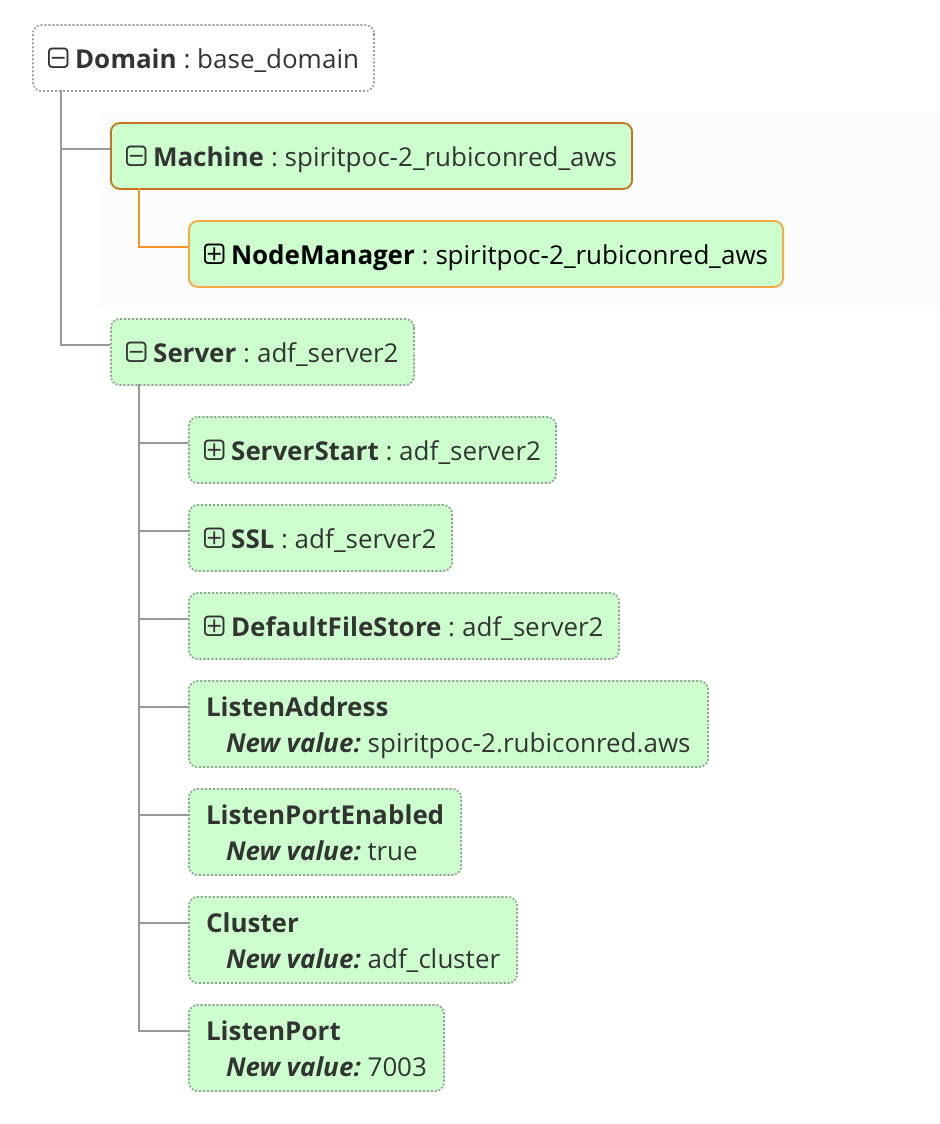 Domain : base_domain
Machine : spiritpoc-2_rubiconred_aws
NodeManager : spiritpoc-2_rubiconred_aws
Server : adf_server2
ServerStart : adf_server2
SSL : adf_server2
DefaultFileStore : adf_server2
ListenAddress
New value: spiritpoc-2.rubiconred.aws
ListenPortEnabled
New value: true
Cluster
New value: adf_cluster
ListenPort
New value: 7003